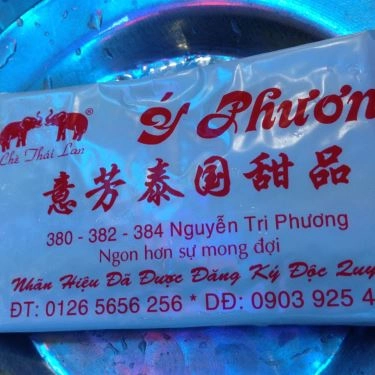 ®
Chè Thái Lan
Ý Phươn
意芳泰国甜品
380 - 382 - 384 Nguyễn Tri Phương
Ngon hơn sự mong đợi
Nhãn Hiệu Đã Được Đăng Ký Độc Quy
ĐT: 0126 5656 256 * DĐ: 0903 925 4